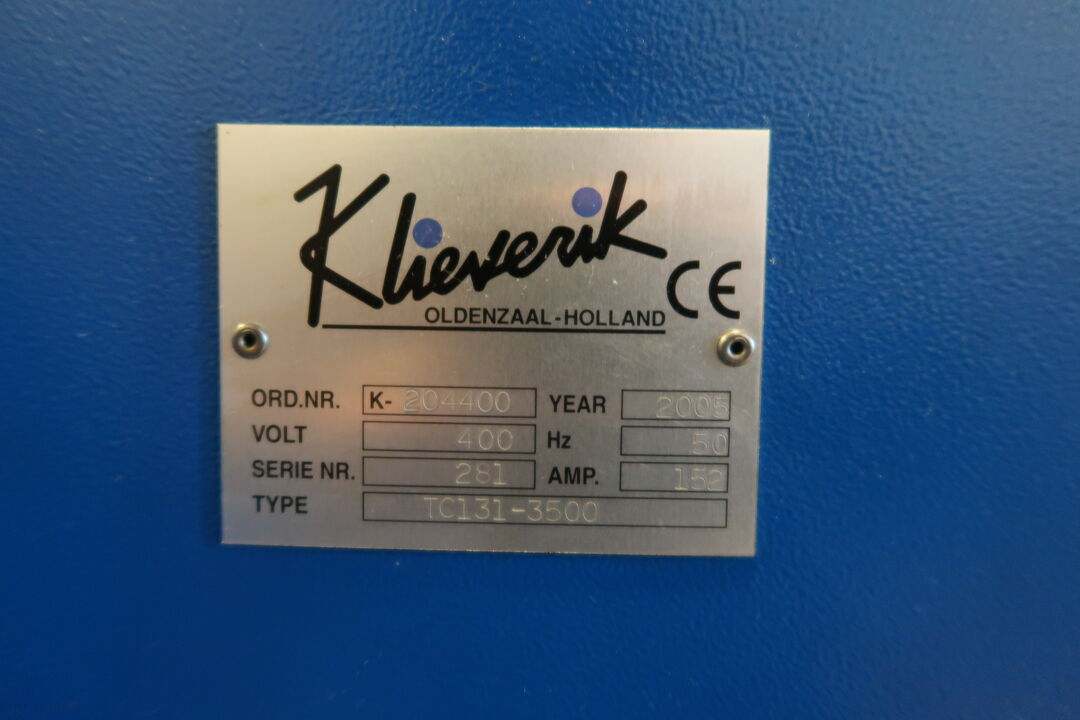 Klieverik
OLDENZAAL-HOLLAND CE
ORD.NR. K- 204400 YEAR 2005
VOLT 400 Hz 50
SERIE NR. 281 AMP. 152
TYPE TC131-3500